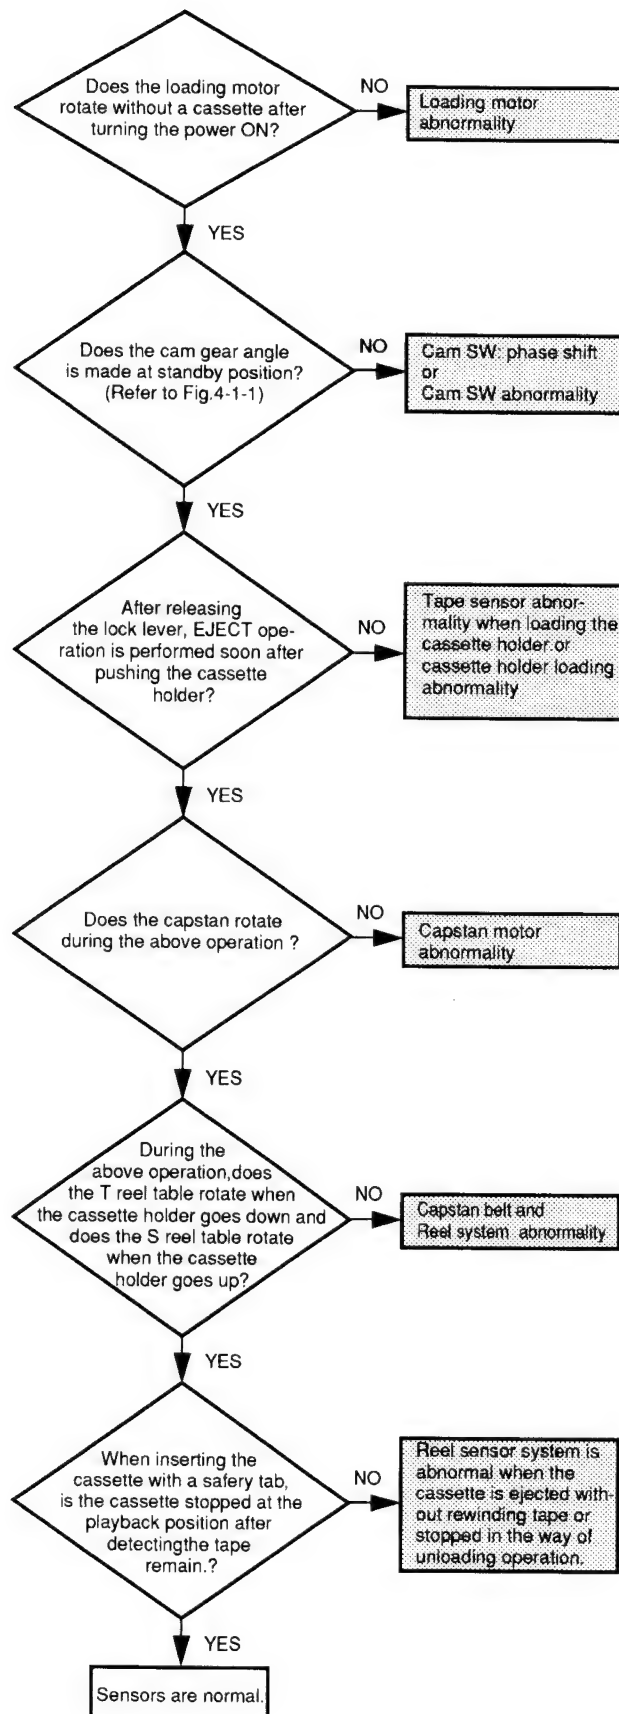 Does the loading motor
rotate without a cassette after
turning the power ON?
NO
Loading motor
abnormality
YES
Does the cam gear angle
is made at standby position?
(Refer to Fig.4-1-1)
NO
Cam SW: phase shift
or
Cam SW abnormality
YES
After releasing
the lock lever, EJECT ope-
ration is performed soon after
pushing the cassette
holder?
NO
Tape sensor abnor-
mality when loading the
cassette holder or
cassette holder loading
abnormality
YES
Does the capstan rotate
during the above operation ?
NO
Capstan motor
abnormality
YES
During the
above operation,does
the T reel table rotate when
the cassette holder goes down and
does the S reel table rotate
when the cassette
holder goes up?
NO
Capstan belt and
Reel system abnormality
YES
When inserting the
cassette with a safery tab,
is the cassette stopped at the
playback position after
detectingthe tape
remain.?
NO
Reel sensor system is
abnormal when the
cassette is ejected with-
out rewinding tape or
stopped in the way of
unloading operation.
YES
Sensors are normal.